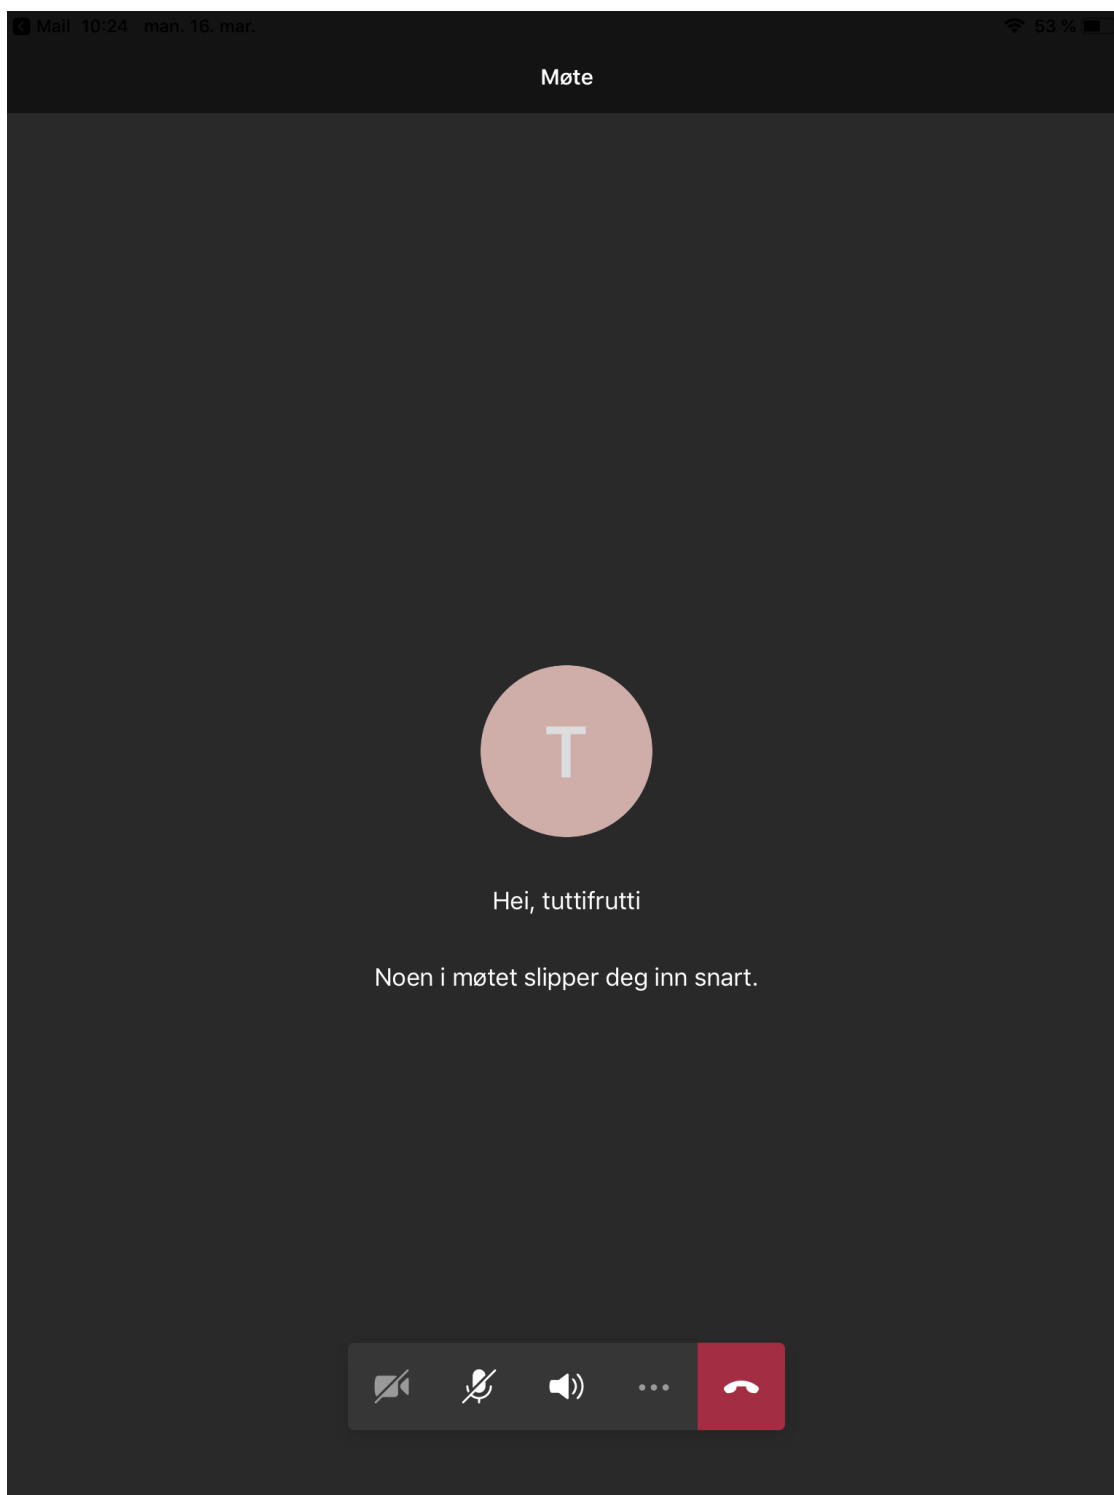 Mail 10:24 man. 16. mar. 53 %
Møte
T
Hei, tuttifrutti
Noen i møtet slipper deg inn snart.